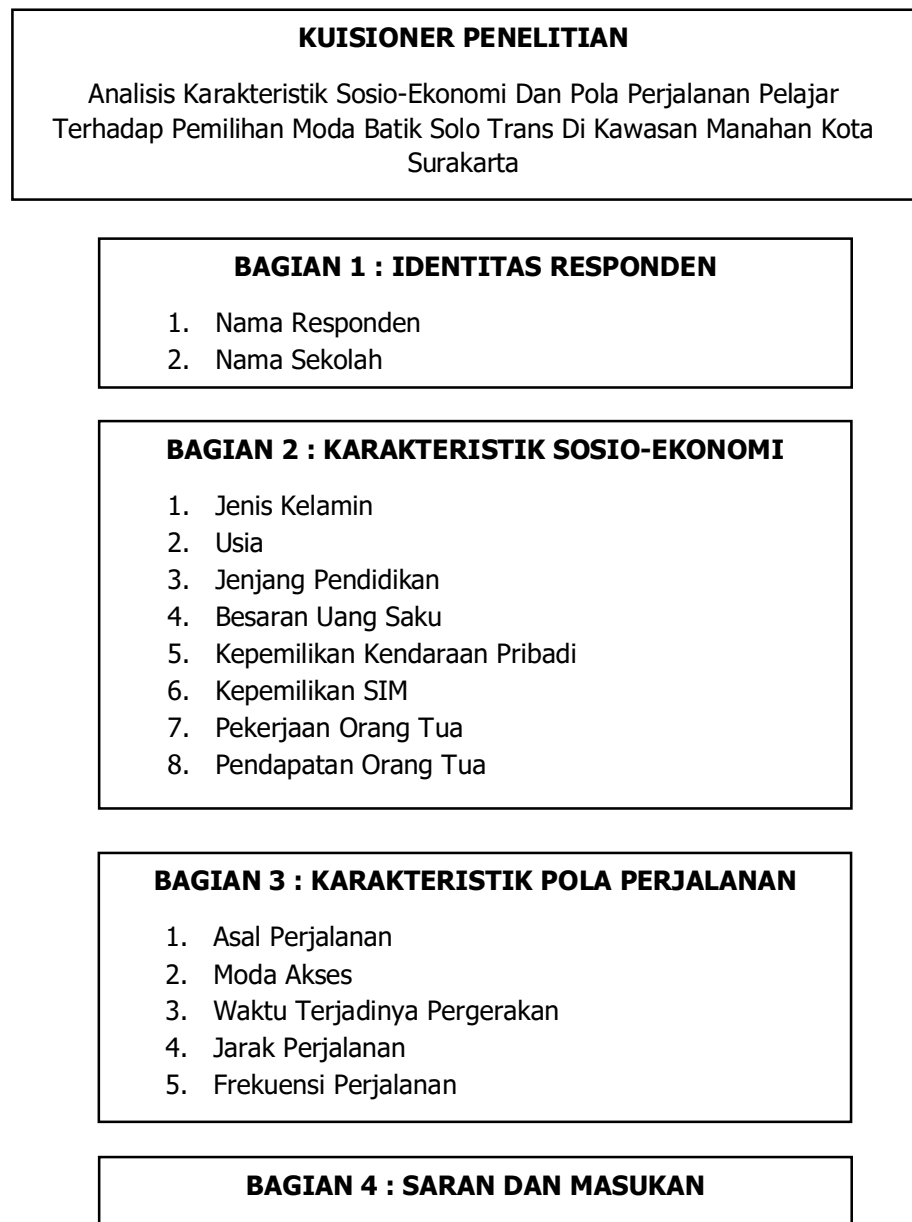 KUISIONER PENELITIAN
Analisis Karakteristik Sosio-Ekonomi Dan Pola Perjalanan Pelajar
Terhadap Pemilihan Moda Batik Solo Trans Di Kawasan Manahan Kota
Surakarta
BAGIAN 1 : IDENTITAS RESPONDEN
1. Nama Responden
2. Nama Sekolah
BAGIAN 2 : KARAKTERISTIK SOSIO-EKONOMI
1. Jenis Kelamin
2. Usia
3. Jenjang Pendidikan
4. Besaran Uang Saku
5. Kepemilikan Kendaraan Pribadi
6. Kepemilikan SIM
7. Pekerjaan Orang Tua
8. Pendapatan Orang Tua
BAGIAN 3 : KARAKTERISTIK POLA PERJALANAN
1. Asal Perjalanan
2. Moda Akses
3. Waktu Terjadinya Pergerakan
4. Jarak Perjalanan
5. Frekuensi Perjalanan
BAGIAN 4 : SARAN DAN MASUKAN